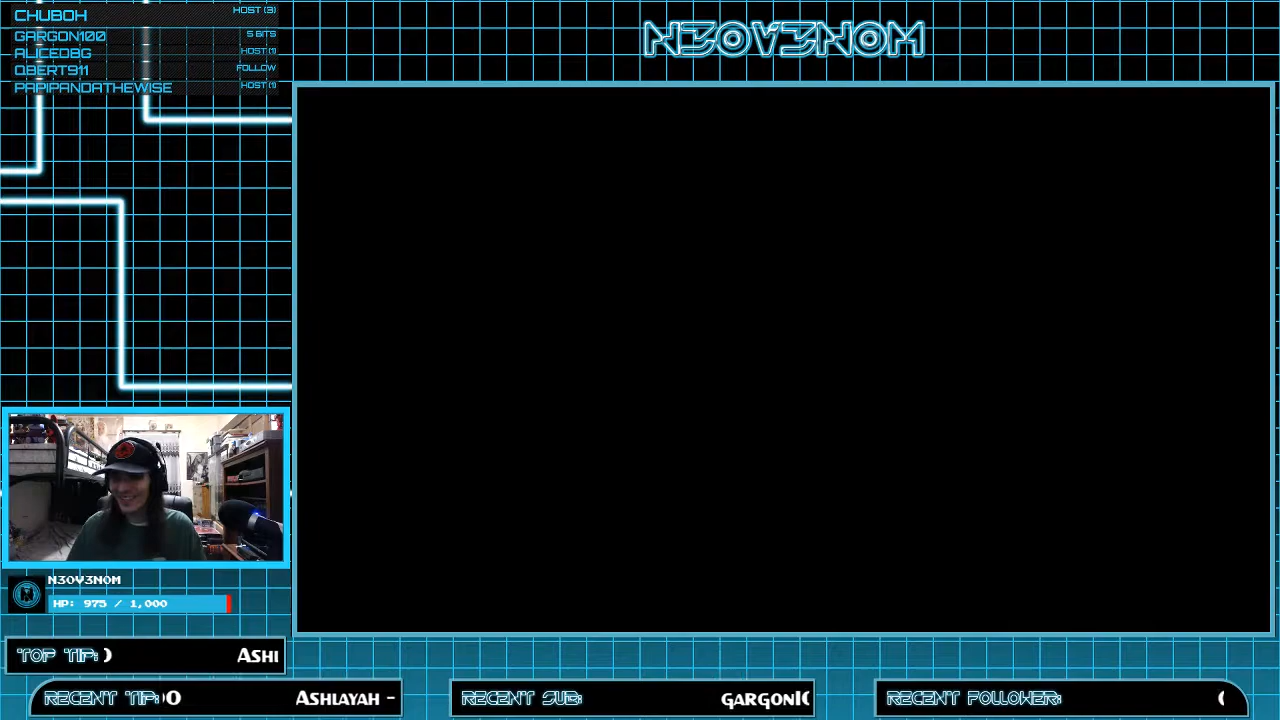 CHUBOH HOST (3)
GARGON100 5 BITS
ALICEDBG HOST (1)
QBERT911 FOLLOW
PAPIPANDATHEWISE HOST (1)
N3OV3NOM
N3OV3NOM
HP: 975 / 1,000
TOP TIP: ) ASHI
RECENT TIP: 0 ASHLAYAH -
RECENT SUB: GARGON1
RECENT FOLLOWER: